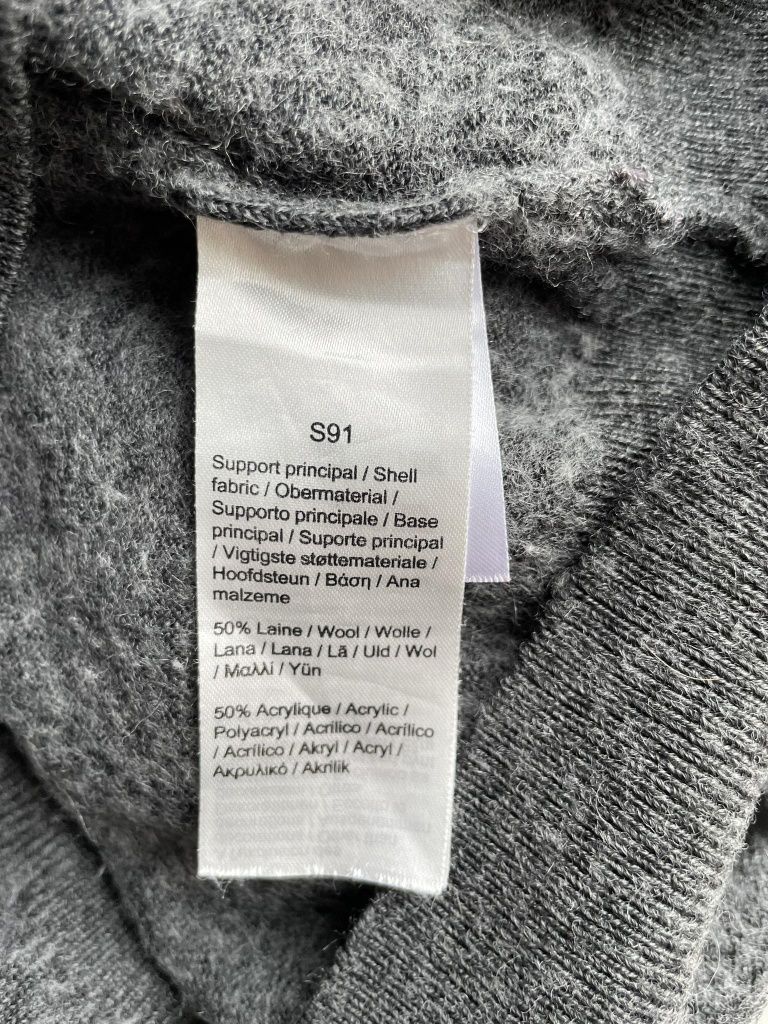 S91
Support principal / Shell
fabric / Obermaterial /
Supporto principale / Base
principal / Suporte principal
/ Vigtigste støttemateriale /
Hoofdsteun / Βάση / Ana
malzeme
50% Laine / Wool / Wolle /
Lana / Lana / Lã / Uld / Wol
/ Μαλλί / Yün
50% Acrylique / Acrylic /
Polyacryl / Acrilico / Acrílico
/ Acrílico / Akryl / Acryl /
Ακρυλικό / Akrilik